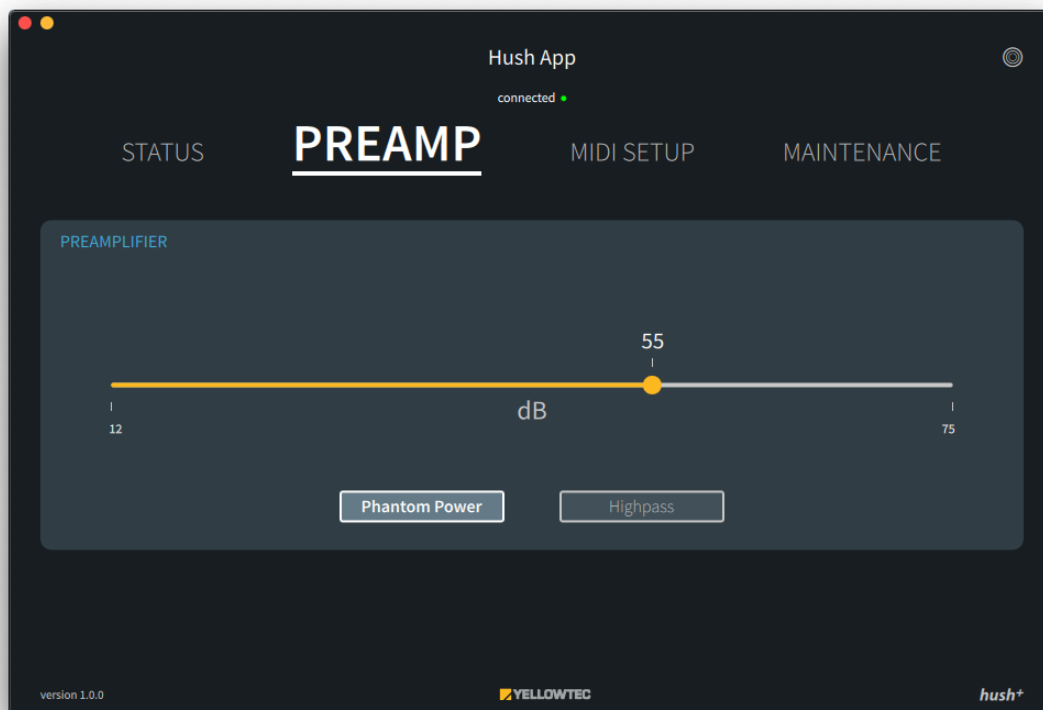 Hush App
connected
STATUS PREAMP MIDI SETUP MAINTENANCE
PREAMPLIFIER
55
dB
12 75
Phantom Power Highpass
version 1.0.0 YELLOWTEC hush+